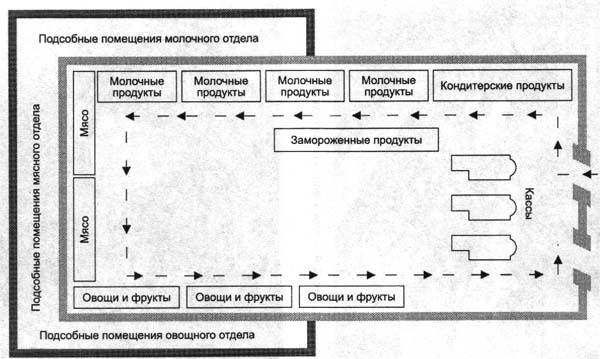 Подсобные помещения молочного отдела
Молочные
продукты
Молочные
продукты
Молочные
продукты
Молочные
продукты
Кондитерские продукты
Замороженные продукты
Подсобные помещения мясного отдела
Мясо
Мясо
Кассы
Овощи и фрукты
Овощи и фрукты
Овощи и фрукты
Подсобные помещения овощного отдела